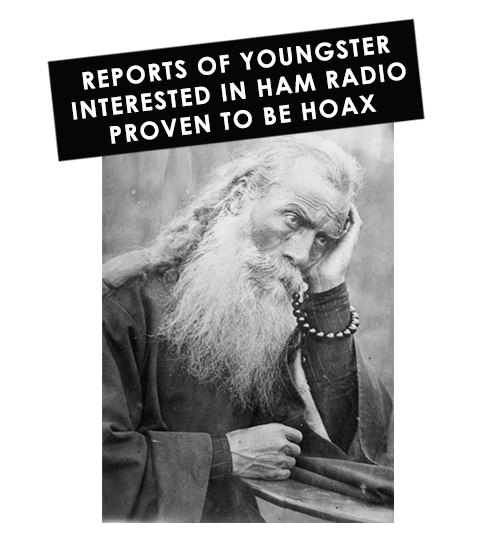 REPORTS OF YOUNGSTER
INTERESTED IN HAM RADIO
PROVEN TO BE HOAX